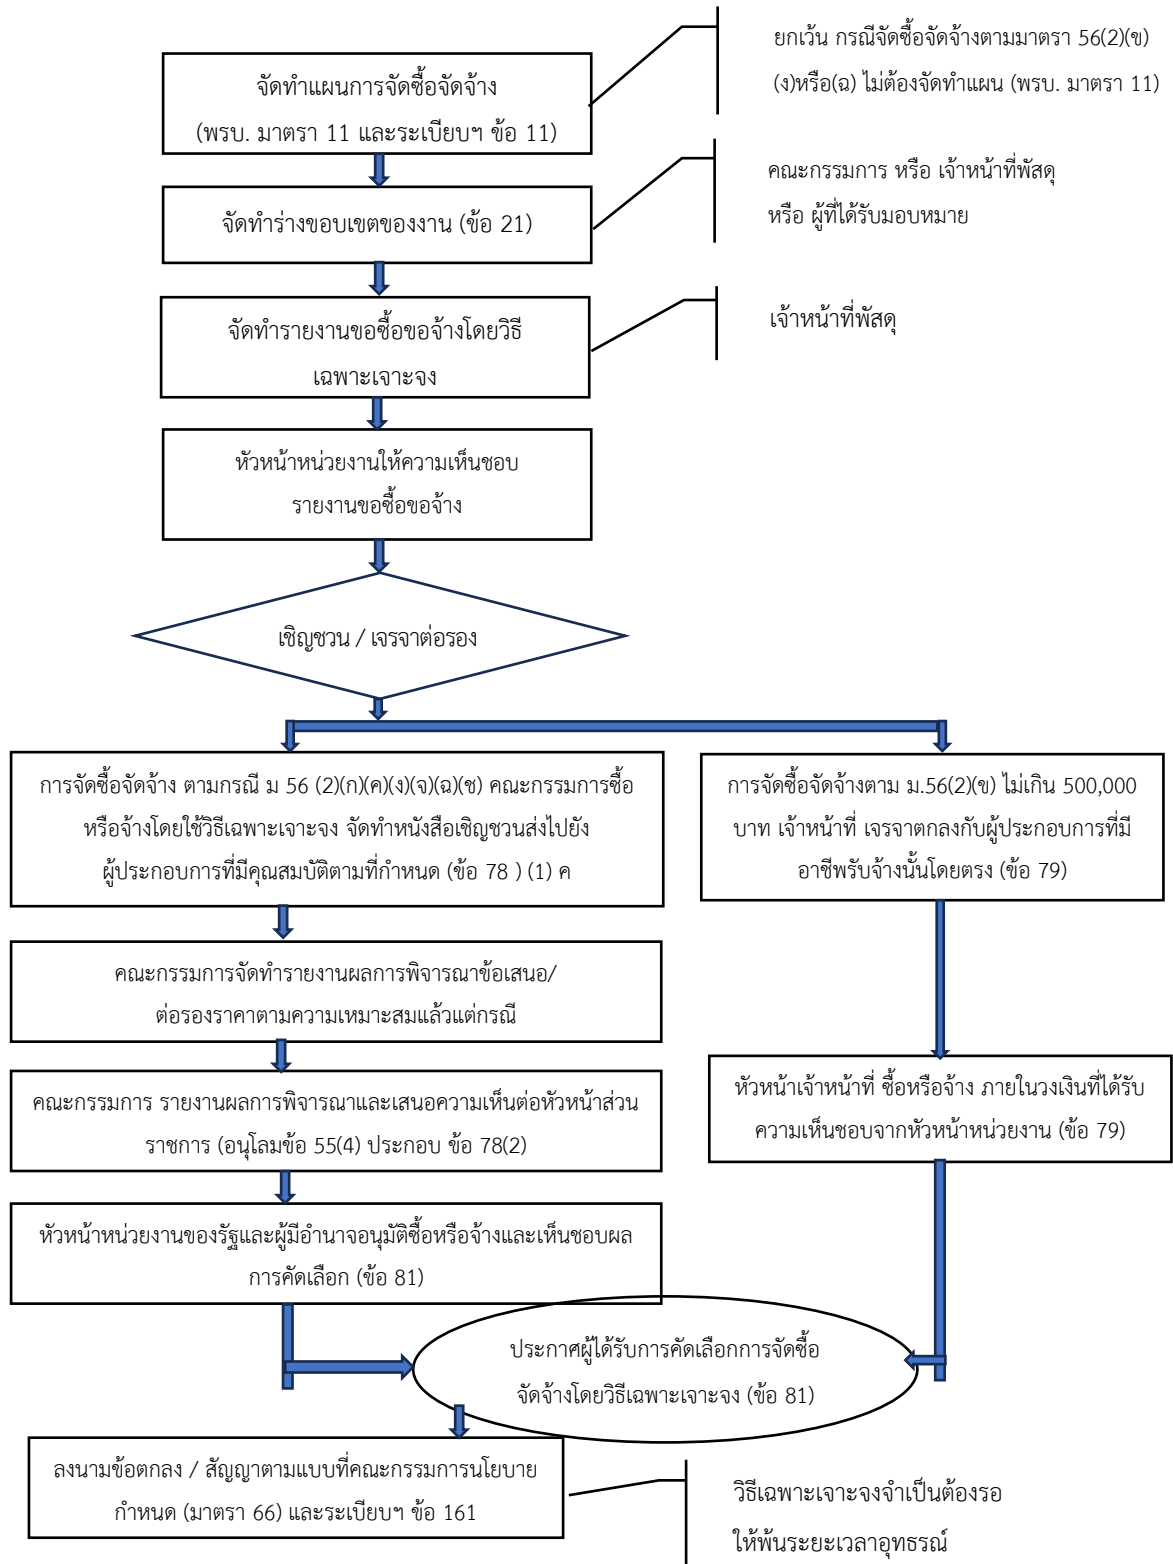 ยกเว้น กรณีจัดซื้อจัดจ้างตามมาตรา 56(2)(ข)
(ง)หรือ(ฉ) ไม่ต้องจัดทำแผน (พรบ. มาตรา 11)
จัดทำแผนการจัดซื้อจัดจ้าง
(พรบ. มาตรา 11 และระเบียบฯ ข้อ 11)
คณะกรรมการ หรือ เจ้าหน้าที่พัสดุ
หรือ ผู้ที่ได้รับมอบหมาย
จัดทำร่างขอบเขตของงาน (ข้อ 21)
จัดทำรายงานขอซื้อขอจ้างโดยวิธี
เฉพาะเจาะจง
เจ้าหน้าที่พัสดุ
หัวหน้าหน่วยงานให้ความเห็นชอบ
รายงานขอซื้อขอจ้าง
เชิญชวน / เจรจาต่อรอง
การจัดซื้อจัดจ้าง ตามกรณี ม 56 (2)(ก)(ค)(ง)(จ)(ฉ)(ช) คณะกรรมการซื้อ
หรือจ้างโดยใช้วิธีเฉพาะเจาะจง จัดทำหนังสือเชิญชวนส่งไปยัง
ผู้ประกอบการที่มีคุณสมบัติตามที่กำหนด (ข้อ 78 ) (1) ค
การจัดซื้อจัดจ้างตาม ม.56(2)(ข) ไม่เกิน 500,000
บาท เจ้าหน้าที่ เจรจาตกลงกับผู้ประกอบการที่มี
อาชีพรับจ้างนั้นโดยตรง (ข้อ 79)
คณะกรรมการจัดทำรายงานผลการพิจารณาข้อเสนอ/
ต่อรองราคาตามความเหมาะสมแล้วแต่กรณี
คณะกรรมการ รายงานผลการพิจารณาและเสนอความเห็นต่อหัวหน้าส่วน
ราชการ (อนุโลมข้อ 55(4) ประกอบ ข้อ 78(2)
หัวหน้าเจ้าหน้าที่ ซื้อหรือจ้าง ภายในวงเงินที่ได้รับ
ความเห็นชอบจากหัวหน้าหน่วยงาน (ข้อ 79)
หัวหน้าหน่วยงานของรัฐและผู้มีอำนาจอนุมัติซื้อหรือจ้างและเห็นชอบผล
การคัดเลือก (ข้อ 81)
ประกาศผู้ได้รับการคัดเลือกการจัดซื้อ
จัดจ้างโดยวิธีเฉพาะเจาะจง (ข้อ 81)
ลงนามข้อตกลง / สัญญาตามแบบที่คณะกรรมการนโยบาย
กำหนด (มาตรา 66) และระเบียบฯ ข้อ 161
วิธีเฉพาะเจาะจงจำเป็นต้องรอ
ให้พ้นระยะเวลาอุทธรณ์